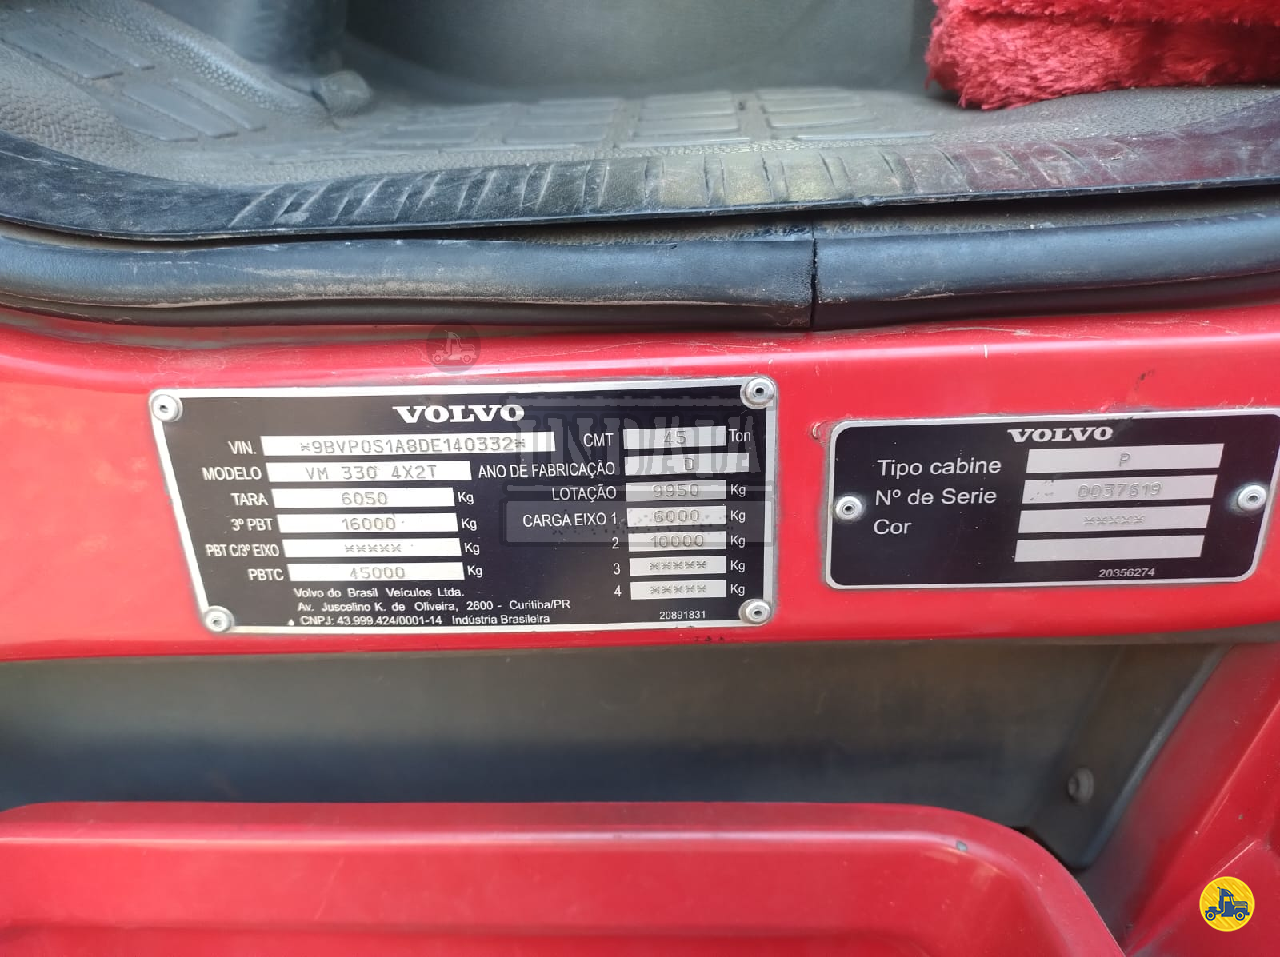 VOLVO
VIN. *9BVP0S1A8DE140332* CMT 45 Ton
MODELO VM 330 4X2T ANO DE FABRICAÇÃO D
TARA 6050 Kg LOTAÇÃO 9950 Kg
3º PBT 16000 Kg CARGA EIXO 1 6000 Kg
PBT C/3º EIXO ***** Kg 2 10000 Kg
PBTC 45000 Kg 3 ***** Kg
4 ***** Kg
Volvo do Brasil Veículos Ltda.
Av. Juscelino K. de Oliveira, 2600 - Curitiba/PR
CNPJ: 43.999.424/0001-14 Indústria Brasileira 20891831
VOLVO
Tipo cabine P
Nº de Serie DD37619
Cor *****
20356274